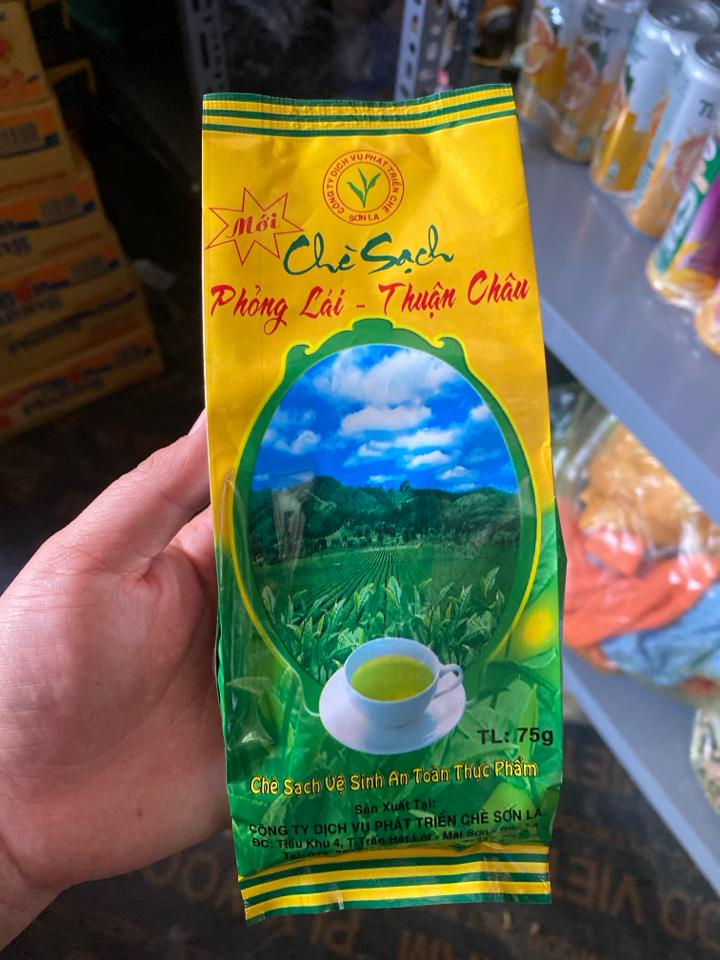 CÔNG TY DỊCH VỤ PHÁT TRIỂN CHÈ
SƠN LA
Mới
Chè Sạch
Phỏng Lái - Thuận Châu
TL: 75g
Chè Sạch Vệ Sinh An Toàn Thực Phẩm
Sản Xuất Tại:
CÔNG TY DỊCH VỤ PHÁT TRIỂN CHÈ SƠN LA
ĐC: Tiểu Khu 4, T.Trấn Hát Lót - Mai Sơn -
Tel: